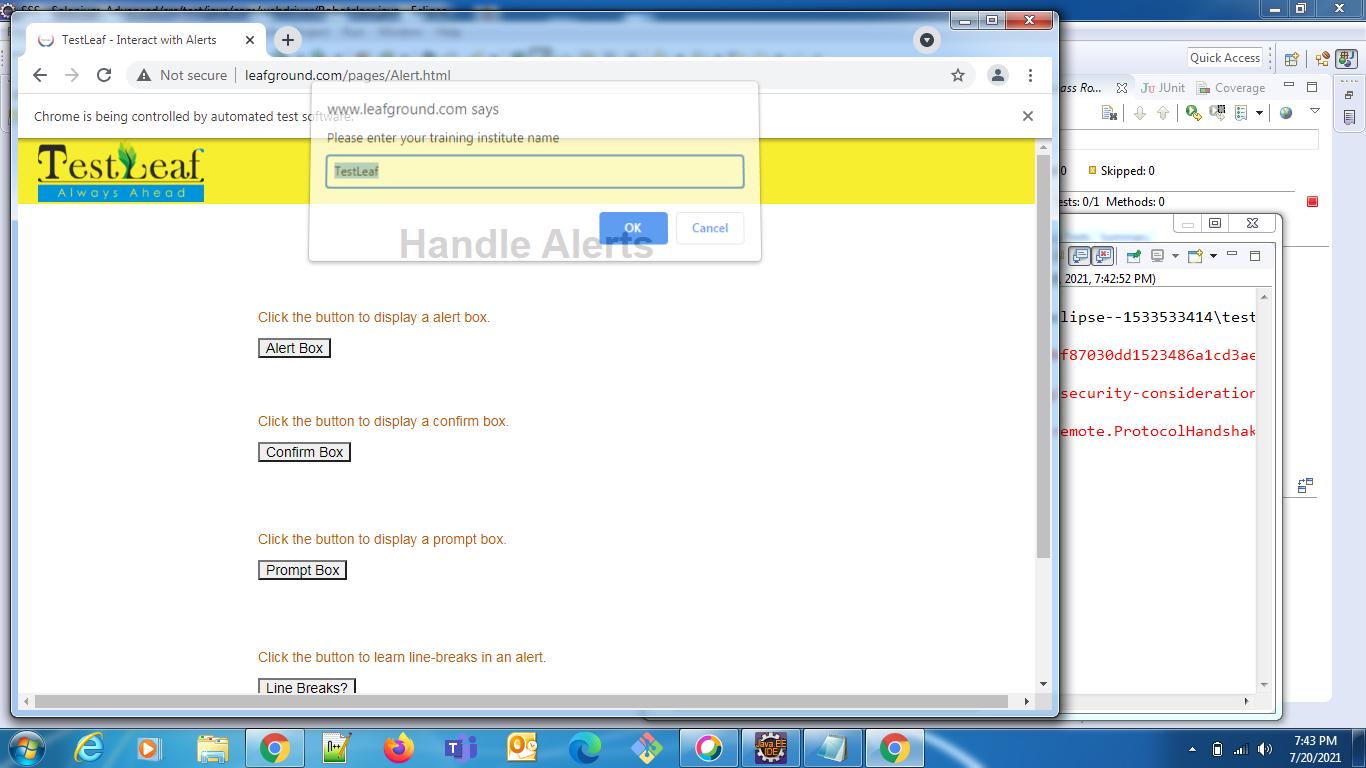 TestLeaf - Interact with Alerts
Quick Access
Not secure | leafground.com/pages/Alert.html
JUnit
Coverage
www.leafground.com says
Chrome is being controlled by automated test software.
Please enter your training institute name
TestLeaf
TestLeaf
Always Ahead
0
Skipped: 0
ests: 0/1 Methods: 0
OK
Cancel
Handle Alerts
2021, 7:42:52 PM)
Click the button to display a alert box.
lipse--1533533414\test
Alert Box
f87030dd1523486a1cd3ae
security-consideration
Click the button to display a confirm box.
emote.ProtocolHandshak
Confirm Box
Click the button to display a prompt box.
Prompt Box
Click the button to learn line-breaks in an alert.
Line Breaks?
Java EE
IDE
7:43 PM
7/20/2021